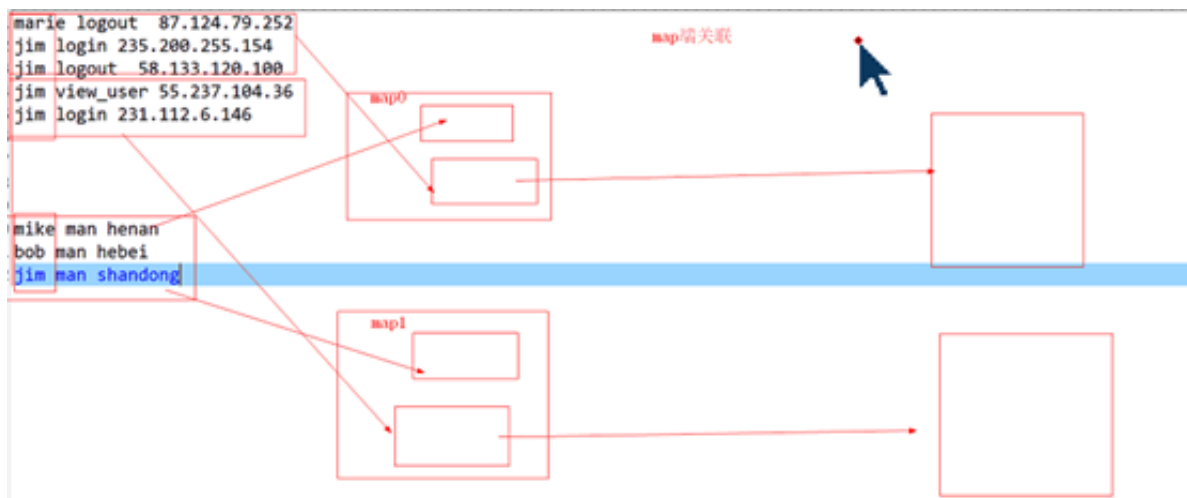 marie logout  87.124.79.252
jim login 235.200.255.154
jim logout  58.133.120.100
jim view_user 55.237.104.36
jim login 231.112.6.146
map端关联
map0
mike man henan
bob man hebei
jim man shandong
map1